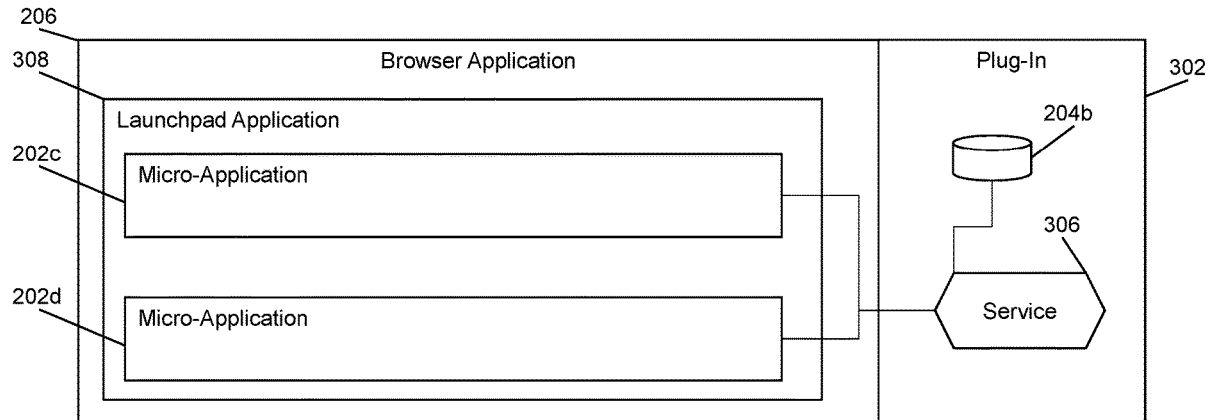 206
Browser Application
Plug-In
308
302
Launchpad Application
204b
202c
Micro-Application
306
202d
Micro-Application
Service